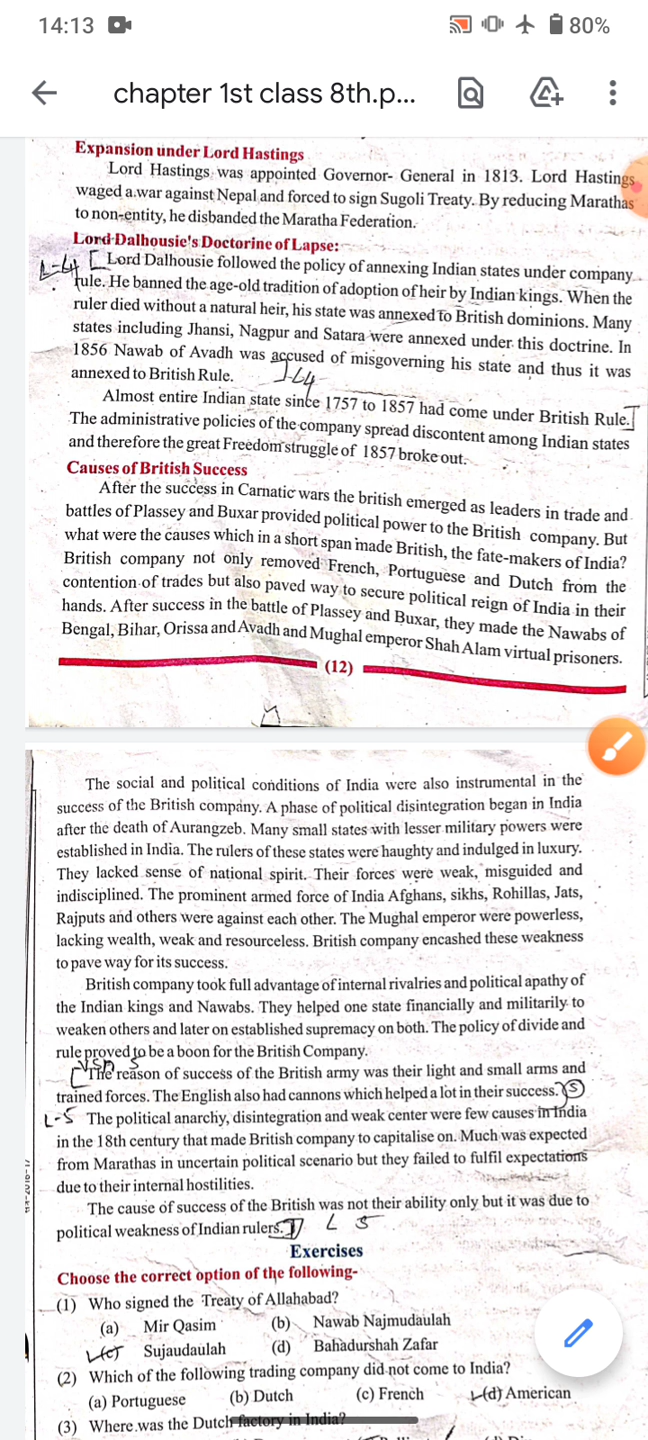 14:13
80%
chapter 1st class 8th.p...
Expansion under Lord Hastings
Lord Hastings was appointed Governor- General in 1813. Lord Hastings
waged a war against Nepal and forced to sign Sugoli Treaty. By reducing Marathas
to non-entity, he disbanded the Maratha Federation.
Lord Dalhousie's Doctorine of Lapse:
L-4 [ Lord Dalhousie followed the policy of annexing Indian states under company
rule. He banned the age-old tradition of adoption of heir by Indian kings. When the
ruler died without a natural heir, his state was annexed to British dominions. Many
states including Jhansi, Nagpur and Satara were annexed under this doctrine. In
1856 Nawab of Avadh was accused of misgoverning his state and thus it was
annexed to British Rule.
Almost entire Indian state since 1757 to 1857 had come under British Rule.]
The administrative policies of the company spread discontent among Indian states
and therefore the great Freedom struggle of 1857 broke out.
Causes of British Success
After the success in Carnatic wars the british emerged as leaders in trade and
battles of Plassey and Buxar provided political power to the British company. But
what were the causes which in a short span made British, the fate-makers of India?
British company not only removed French, Portuguese and Dutch from the
contention of trades but also paved way to secure political reign of India in their
hands. After success in the battle of Plassey and Buxar, they made the Nawabs of
Bengal, Bihar, Orissa and Avadh and Mughal emperor Shah Alam virtual prisoners.
(12)
The social and political conditions of India were also instrumental in the
success of the British company. A phase of political disintegration began in India
after the death of Aurangzeb. Many small states with lesser military powers were
established in India. The rulers of these states were haughty and indulged in luxury.
They lacked sense of national spirit. Their forces were weak, misguided and
indisciplined. The prominent armed force of India Afghans, sikhs, Rohillas, Jats,
Rajputs and others were against each other. The Mughal emperor were powerless,
lacking wealth, weak and resourceless. British company encashed these weakness
to pave way for its success.
British company took full advantage of internal rivalries and political apathy of
the Indian kings and Nawabs. They helped one state financially and militarily to
weaken others and later on established supremacy on both. The policy of divide and
rule proved to be a boon for the British Company.
[The reason of success of the British army was their light and small arms and
trained forces. The English also had cannons which helped a lot in their success. (5)
L-5 The political anarchy, disintegration and weak center were few causes in India
in the 18th century that made British company to capitalise on. Much was expected
from Marathas in uncertain political scenario but they failed to fulfil expectations
due to their internal hostilities.
The cause of success of the British was not their ability only but it was due to
political weakness of Indian rulers.] L 5
Exercises
Choose the correct option of the following-
(1) Who signed the Treaty of Allahabad?
(a) Mir Qasim (b) Nawab Najmudaulah
(c) Sujaudaulah (d) Bahadurshah Zafar
(2) Which of the following trading company did not come to India?
(a) Portuguese (b) Dutch (c) French (d) American
(3) Where was the Dutch factory in India?